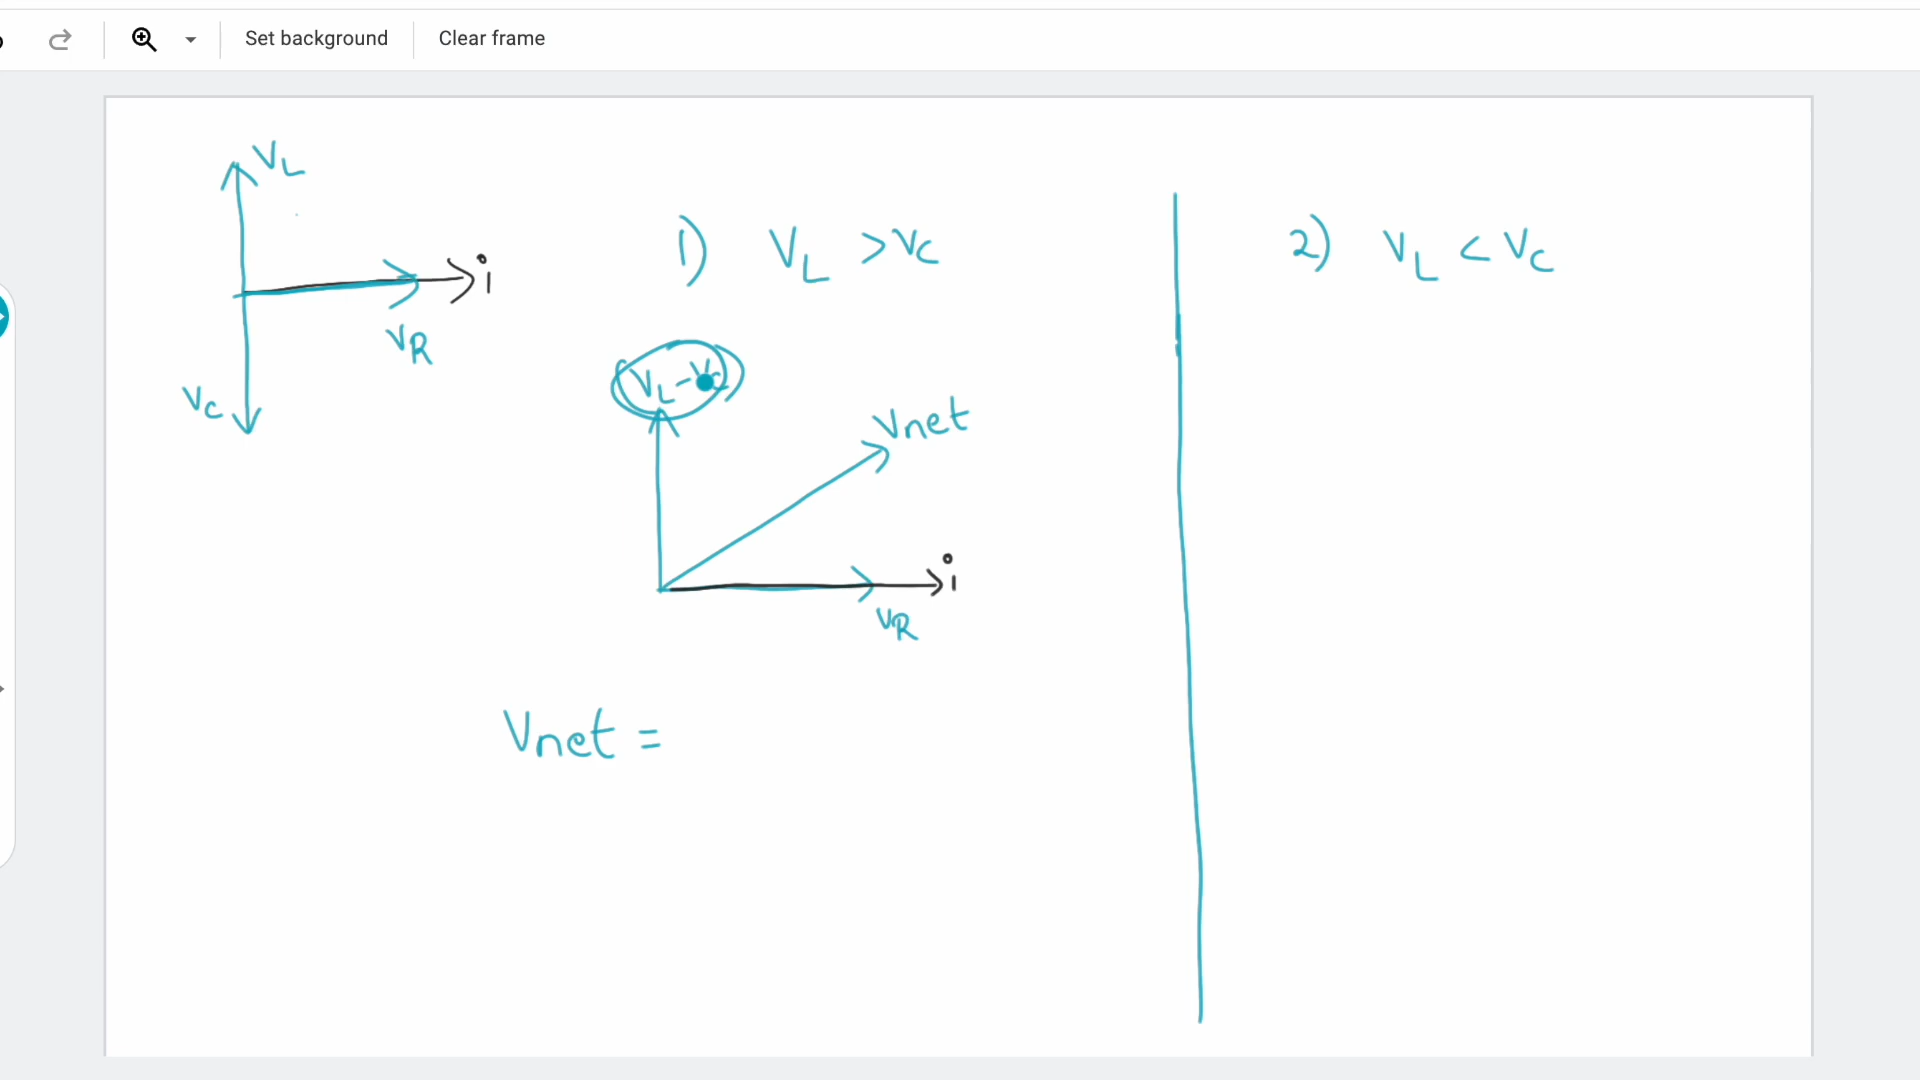 Set background
Clear frame
VL
i
VR
VC
1) VL > VC
2) VL < VC
(VL - VC)
Vnet
i
VR
Vnet =